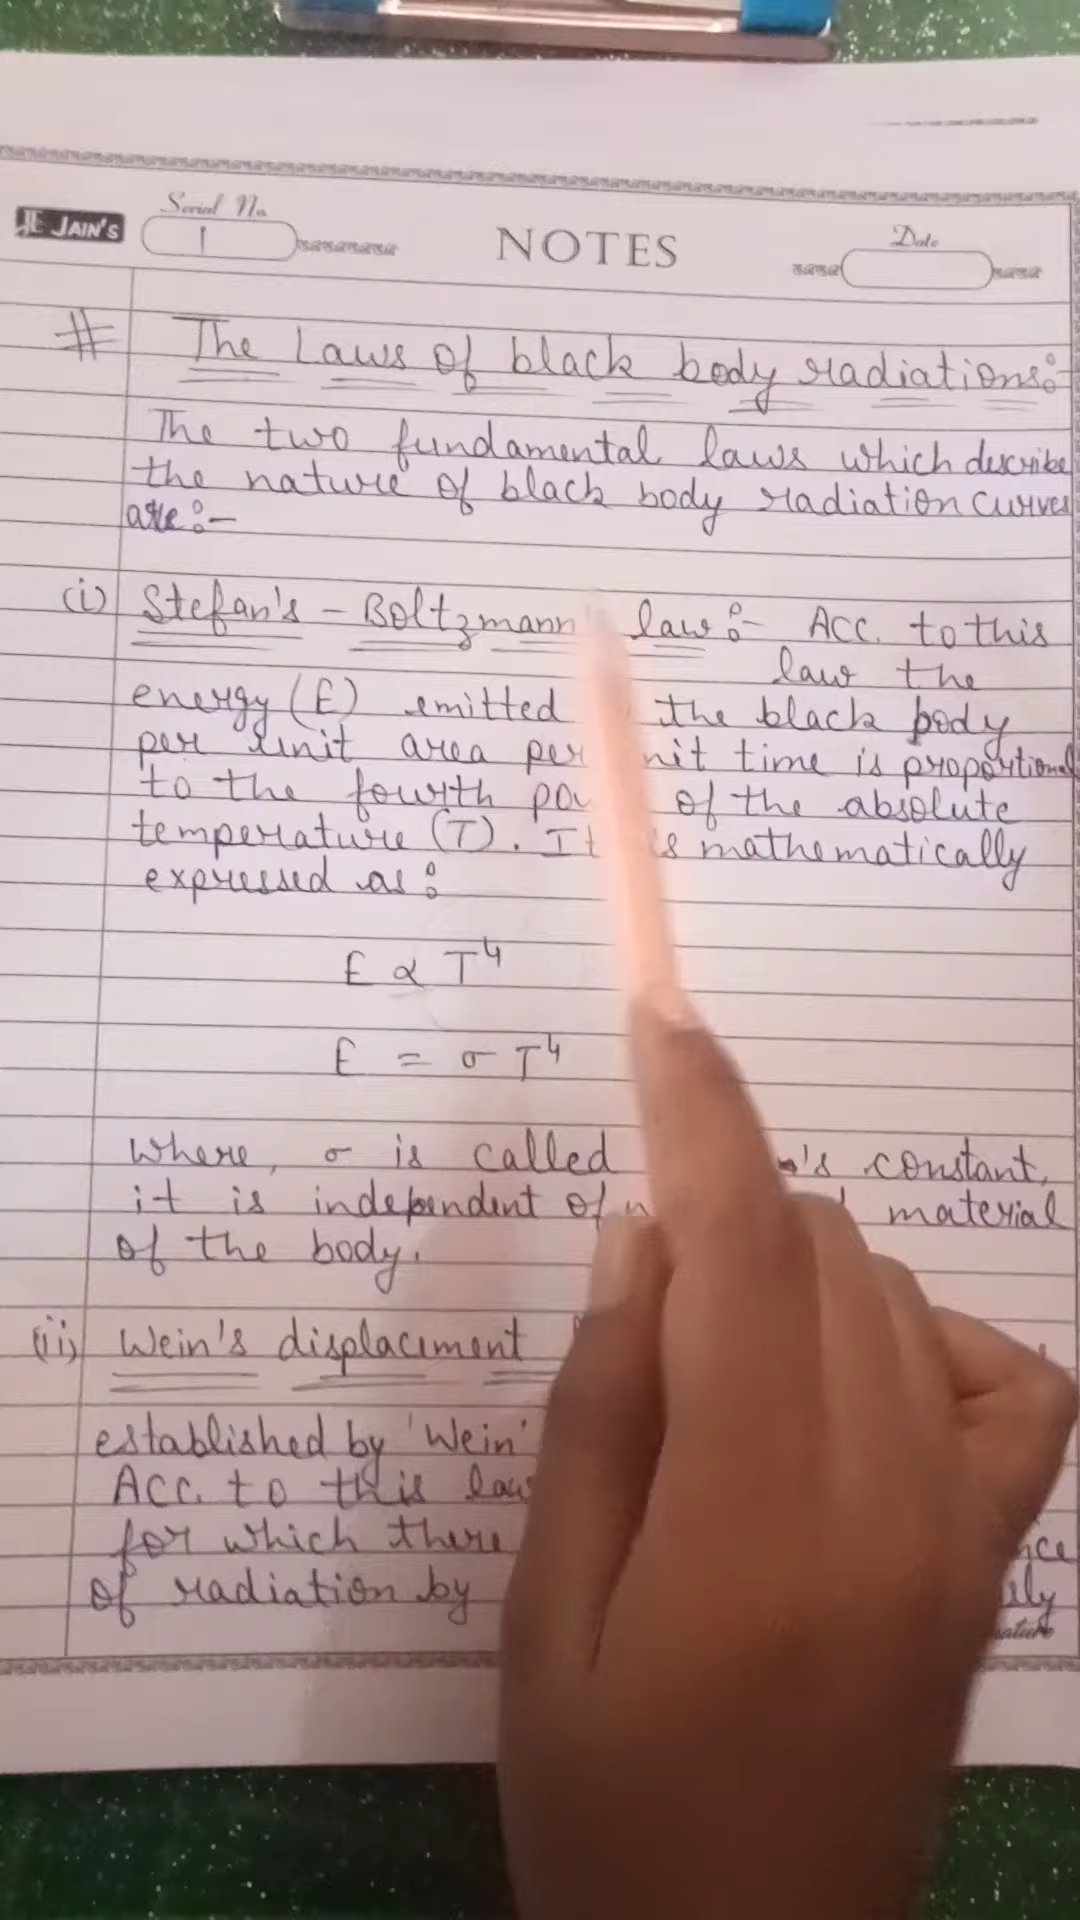 JAIN'S
Serial No.
1
NOTES
Date
# The Laws of black body radiations:-
The two fundamental laws which describe
the nature of black body radiation curves
are:-
(i) Stefan's - Boltzmann's law:- Acc. to this
law the
energy (E) emitted the black body
per unit area per time is proportional
to the fourth of the absolute
temperature (T). It is mathematically
expressed as:
E ∝ T⁴
E = σ T⁴
where, σ is called constant,
it is independent of material
of the body.
(ii) Wein's displacement
established by 'Wein'
Acc. to this law
for which there
of radiation by